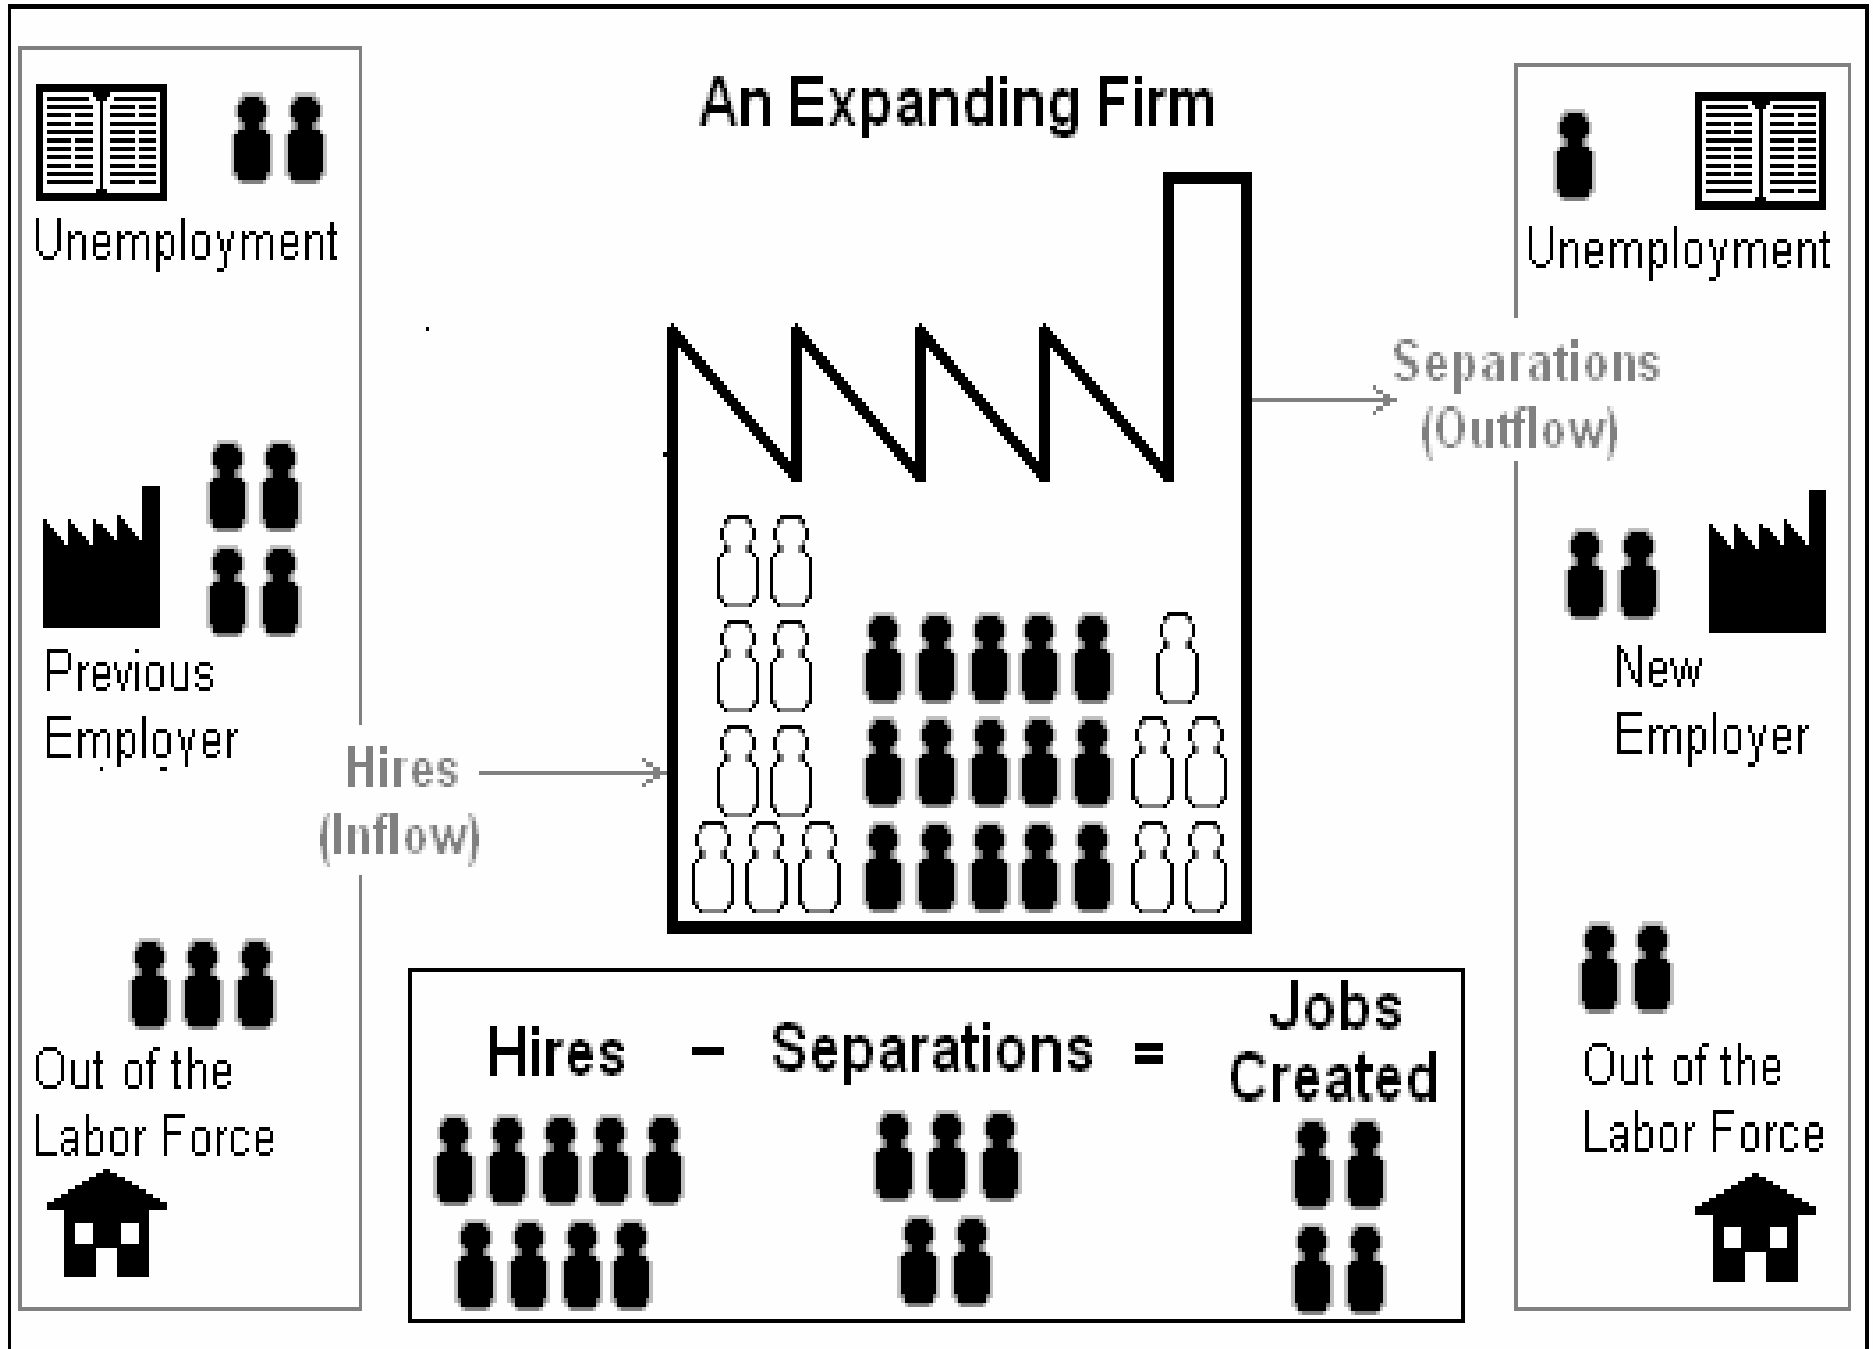 An Expanding Firm
Unemployment
Previous
Employer
Hires
(Inflow)
Out of the
Labor Force
Unemployment
Separations
(Outflow)
New
Employer
Out of the
Labor Force
Hires – Separations = Jobs
Created